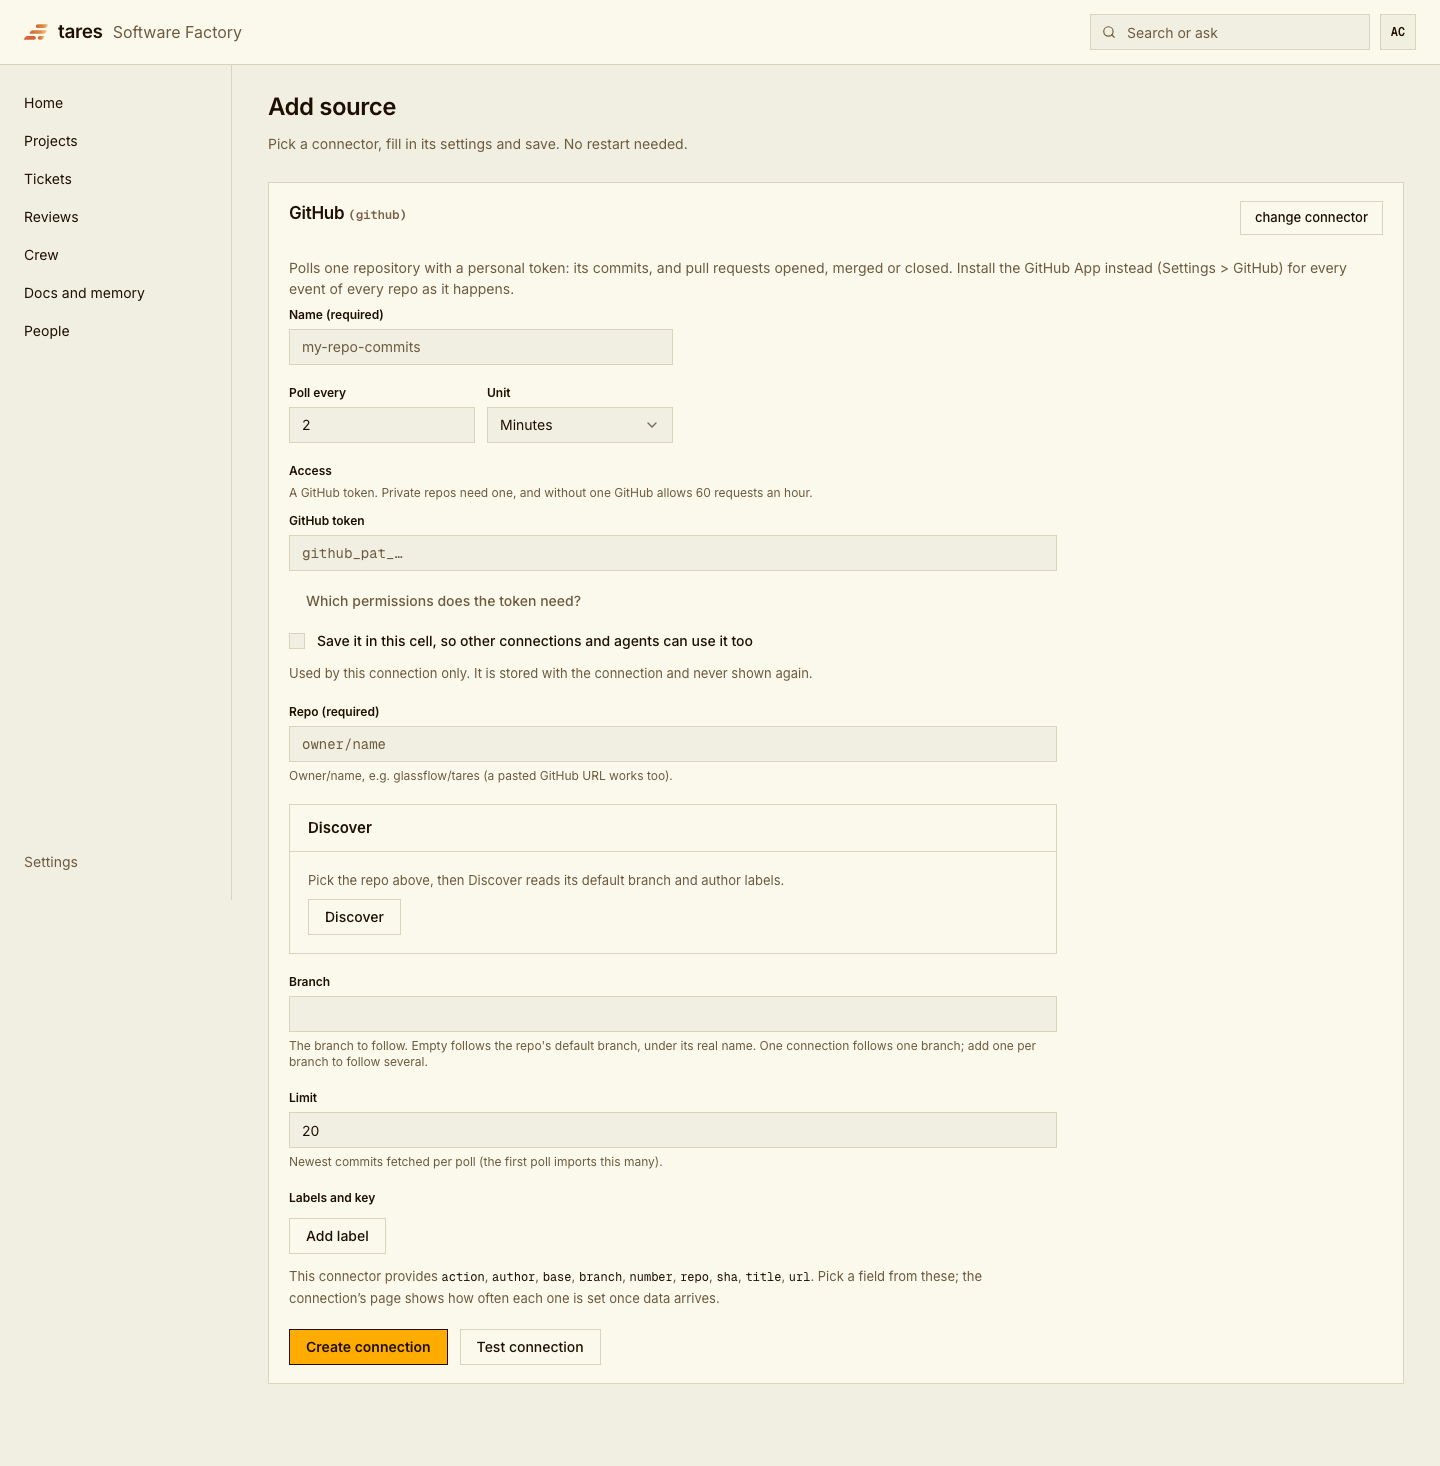 tares Software Factory
Search or ask
AC
Home
Projects
Tickets
Reviews
Crew
Docs and memory
People
Settings
Add source
Pick a connector, fill in its settings and save. No restart needed.
GitHub (github)
change connector
Polls one repository with a personal token: its commits, and pull requests opened, merged or closed. Install the GitHub App instead (Settings > GitHub) for every
event of every repo as it happens.
Name (required)
my-repo-commits
Poll every
Unit
2
Minutes
Access
A GitHub token. Private repos need one, and without one GitHub allows 60 requests an hour.
GitHub token
github_pat_…
Which permissions does the token need?
Save it in this cell, so other connections and agents can use it too
Used by this connection only. It is stored with the connection and never shown again.
Repo (required)
owner/name
Owner/name, e.g. glassflow/tares (a pasted GitHub URL works too).
Discover
Pick the repo above, then Discover reads its default branch and author labels.
Discover
Branch
The branch to follow. Empty follows the repo's default branch, under its real name. One connection follows one branch; add one per
branch to follow several.
Limit
20
Newest commits fetched per poll (the first poll imports this many).
Labels and key
Add label
This connector provides action, author, base, branch, number, repo, sha, title, url. Pick a field from these; the
connection’s page shows how often each one is set once data arrives.
Create connection
Test connection